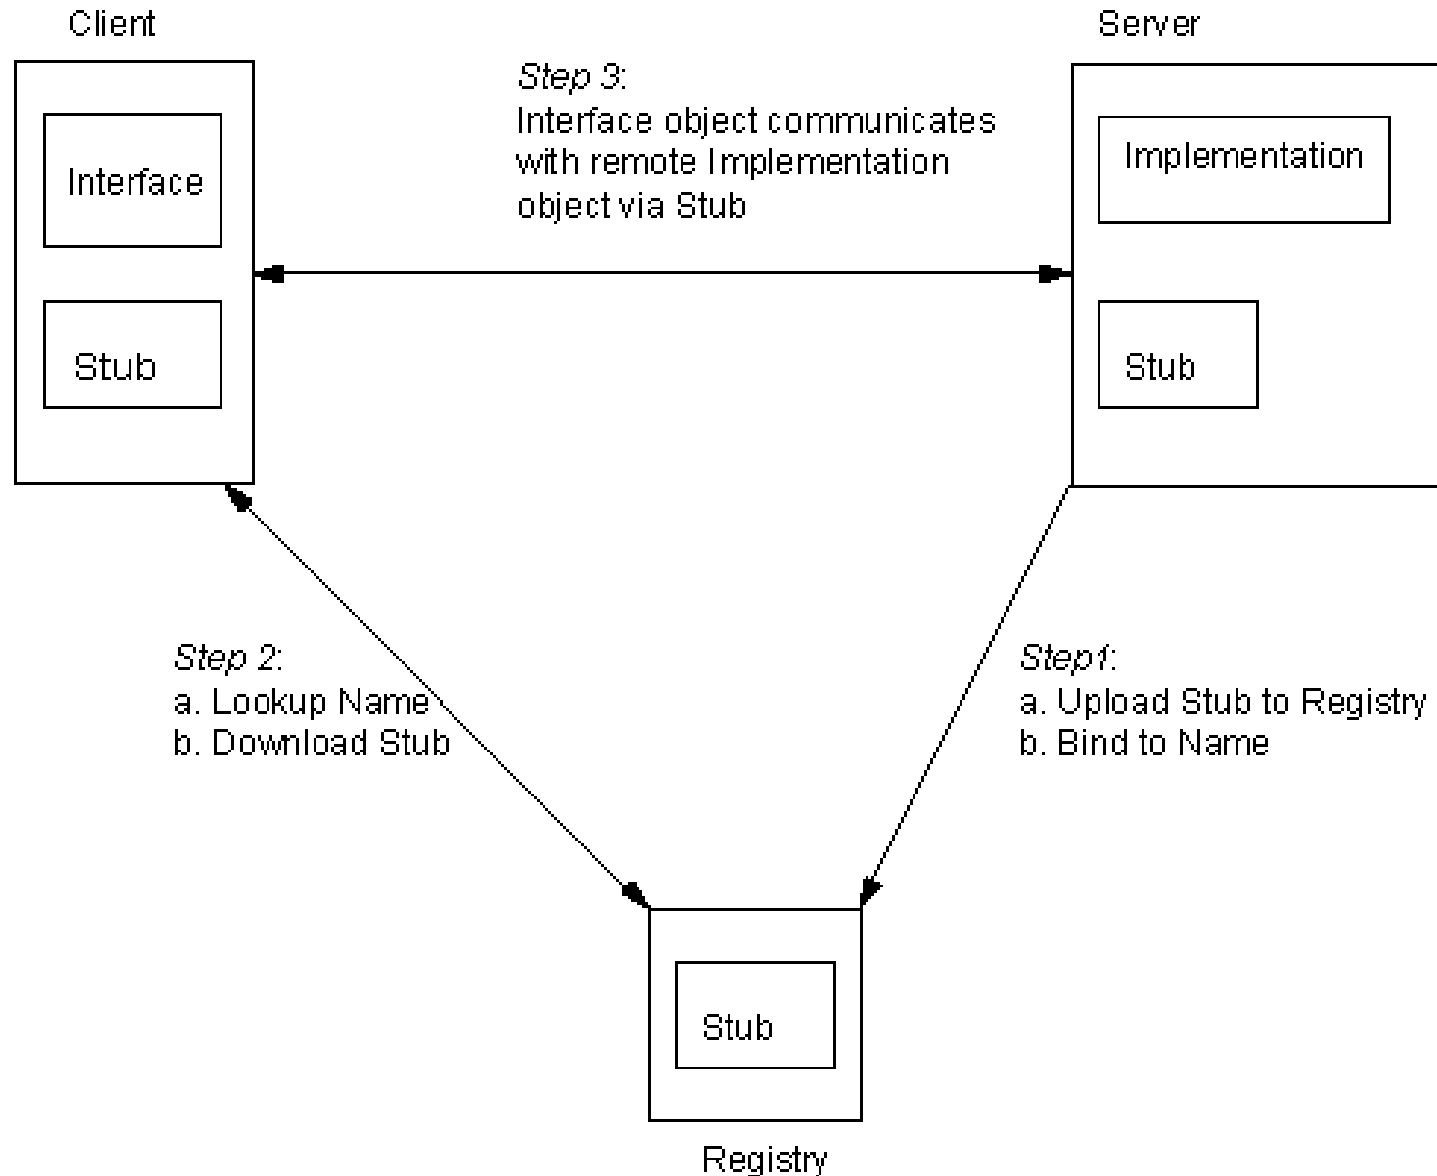 Client
Server
Step 3:
Interface object communicates
with remote Implementation
object via Stub
Interface
Implementation
Stub
Stub
Step 2:
a. Lookup Name
b. Download Stub
Step1:
a. Upload Stub to Registry
b. Bind to Name
Stub
Registry